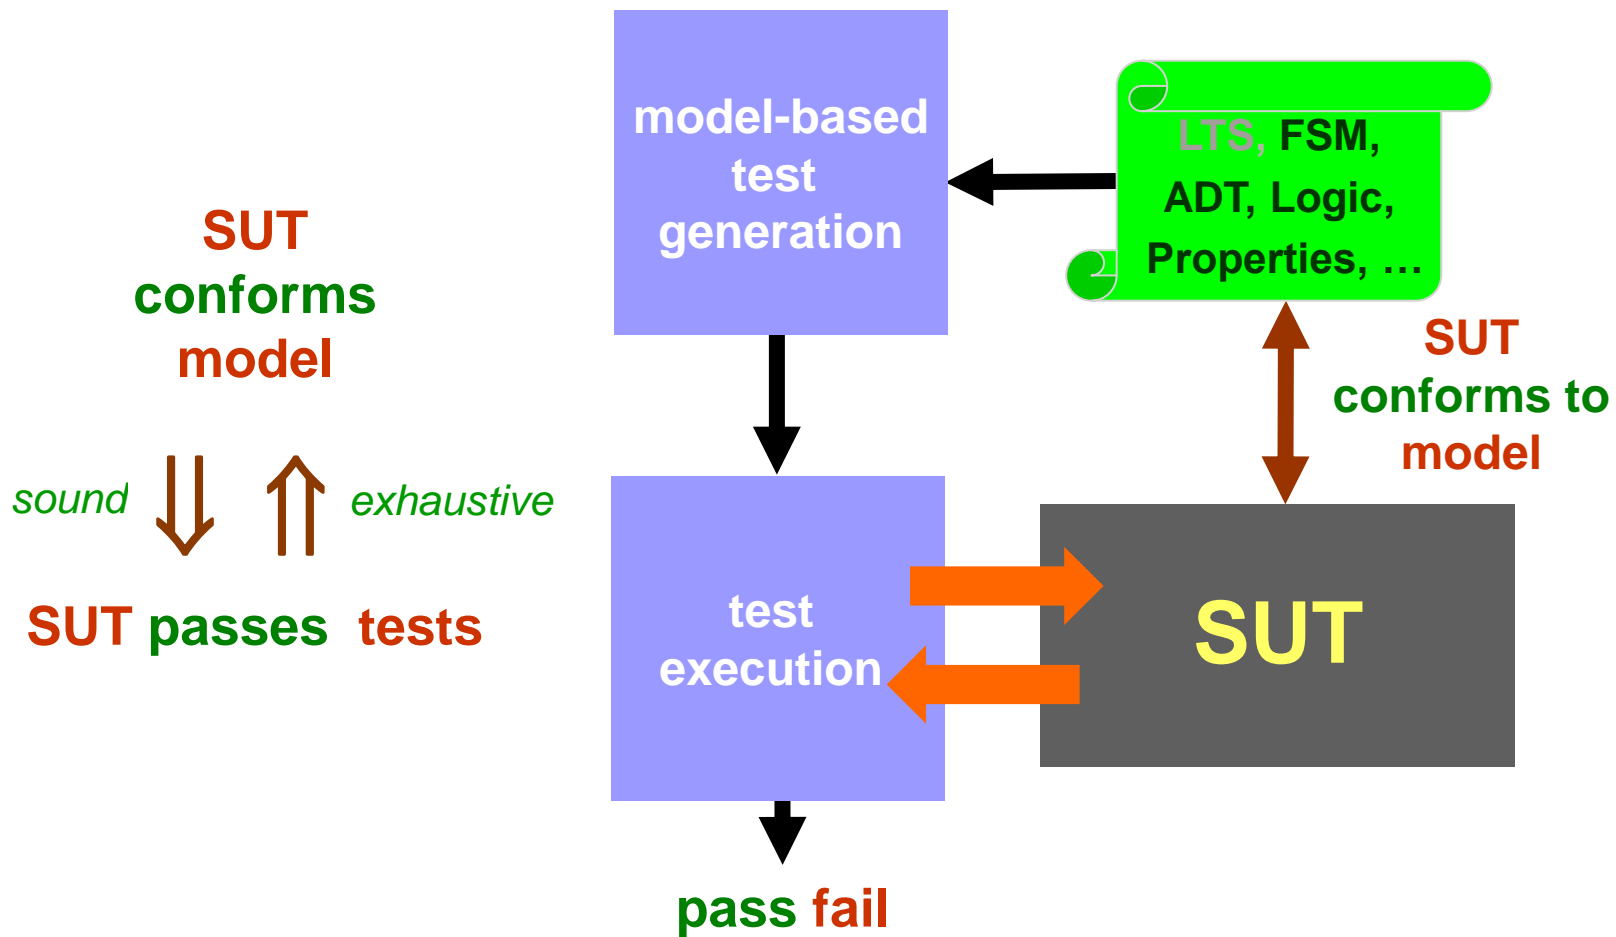 SUT
conforms
model
sound
exhaustive
SUT passes tests
model-based
test
generation
LTS, FSM,
ADT, Logic,
Properties, …
SUT
conforms to
model
test
execution
SUT
pass fail